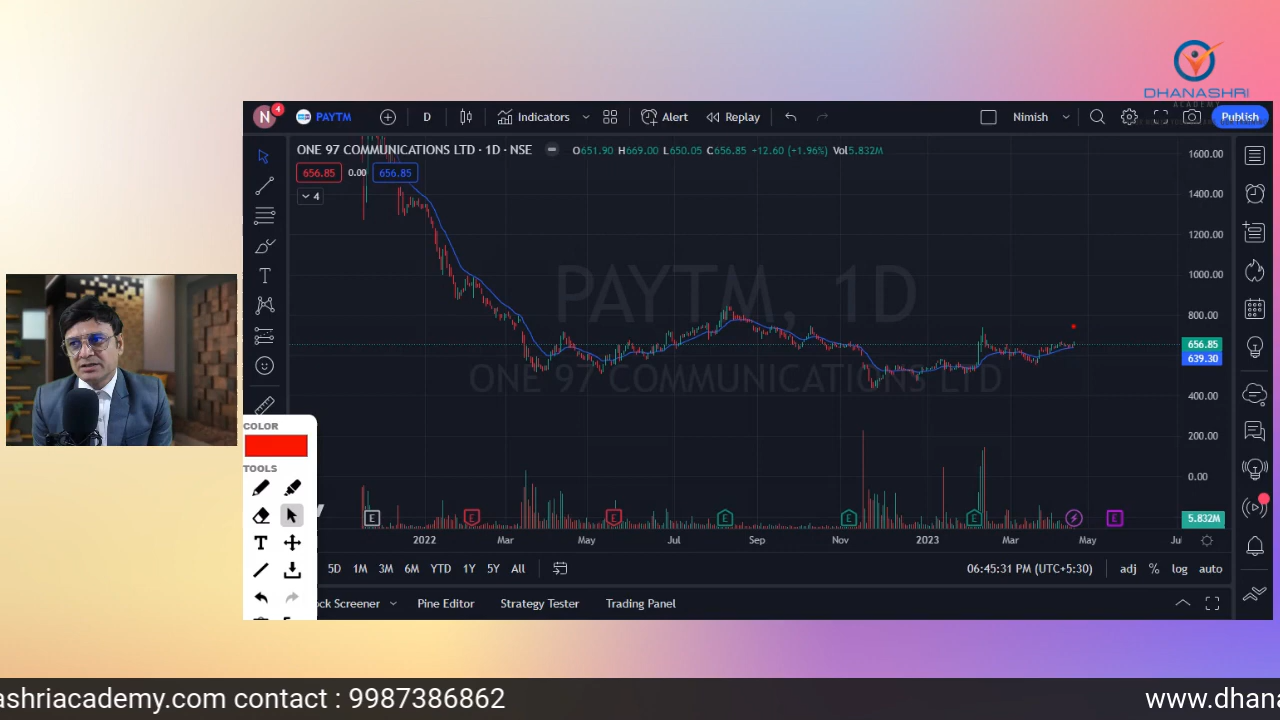 DHANASHRI
ACADEMY
N
4
PAYTM
D
Indicators
Alert
Replay
Nimish
Publish
ONE 97 COMMUNICATIONS LTD · 1D · NSE
O651.90 H669.00 L650.05 C656.85 +12.60 (+1.96%) Vol5.832M
656.85
0.00
656.85
4
PAYTM, 1D
ONE 97 COMMUNICATIONS LTD
1600.00
1400.00
1200.00
1000.00
800.00
656.85
639.30
400.00
200.00
0.00
5.832M
COLOR
TOOLS
T
E
E
E
E
E
E
E
2022
Mar
May
Jul
Sep
Nov
2023
Mar
May
Jul
5D
1M
3M
6M
YTD
1Y
5Y
All
06:45:31 PM (UTC+5:30)
adj
%
log
auto
ock Screener
Pine Editor
Strategy Tester
Trading Panel
ashriacademy.com contact : 9987386862
www.dhana